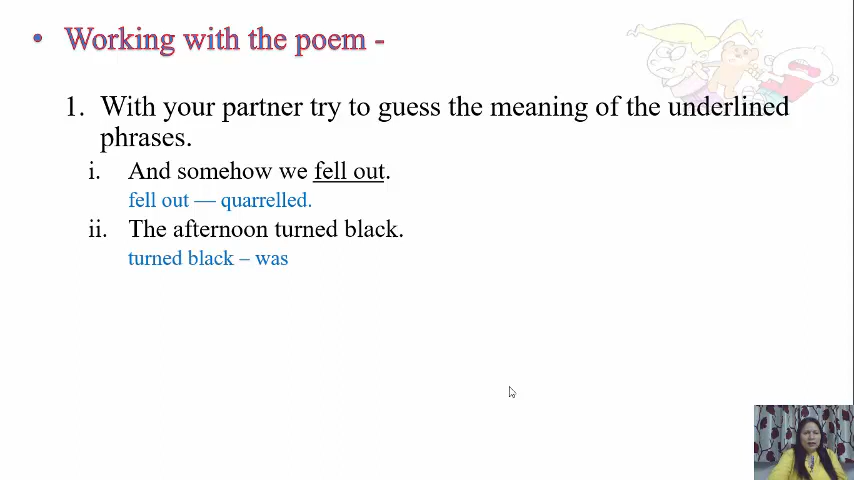 • Working with the poem -
1. With your partner try to guess the meaning of the underlined
phrases.
i. And somehow we fell out.
fell out — quarrelled.
ii. The afternoon turned black.
turned black – was